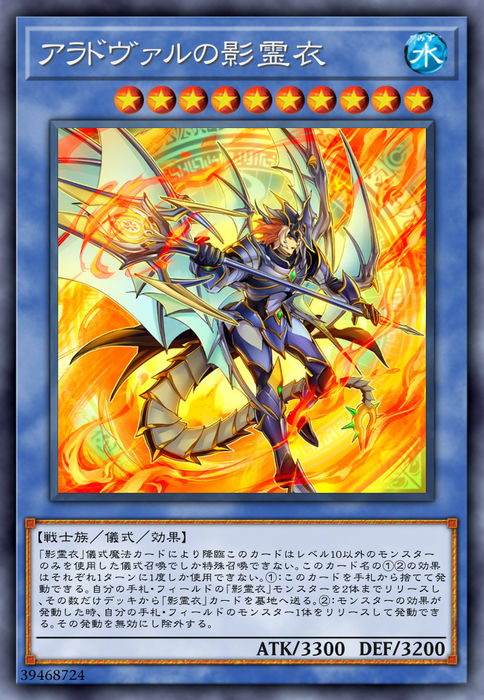 アラドヴァルの影霊衣
みず
水
【戦士族／儀式／効果】
「影霊衣」儀式魔法カードにより降臨このカードはレベル10以外のモンスター
のみを使用した儀式召喚でしか特殊召喚できない。このカード名の①②の効果
はそれぞれ1ターンに1度しか使用できない。①：このカードを手札から捨てて発
動できる。自分の手札・フィールドの「影霊衣」モンスターを2体までリリースし
、その数だけデッキから「影霊衣」カードを墓地へ送る。②：モンスターの効果が
発動した時、自分の手札・フィールドのモンスター1体をリリースして発動でき
る。その発動を無効にし除外する。
ATK/3300 DEF/3200
39468724